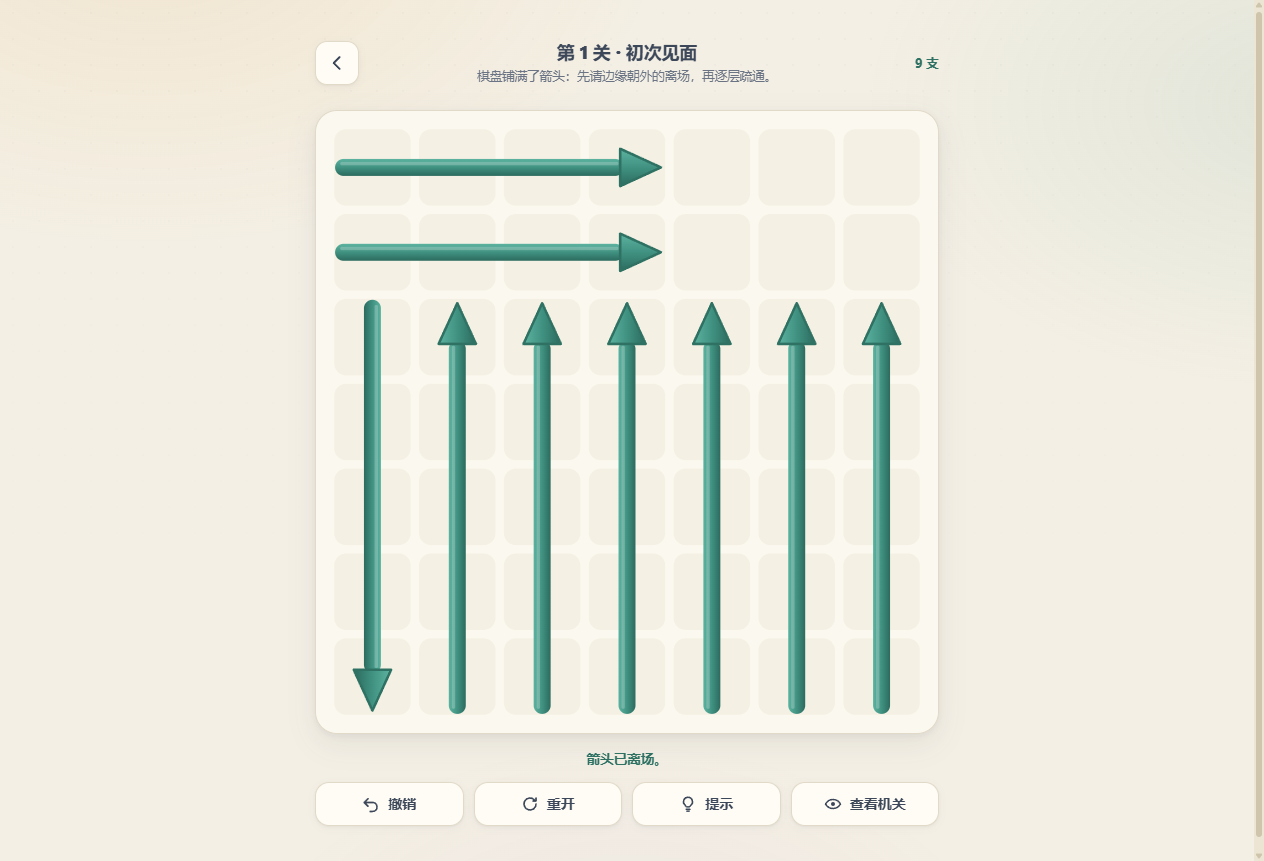 第 1 关 · 初次见面
棋盘铺满了箭头：先请边缘朝外的离场，再逐层疏通。
9 支
箭头已离场。
撤销
重开
提示
查看机关